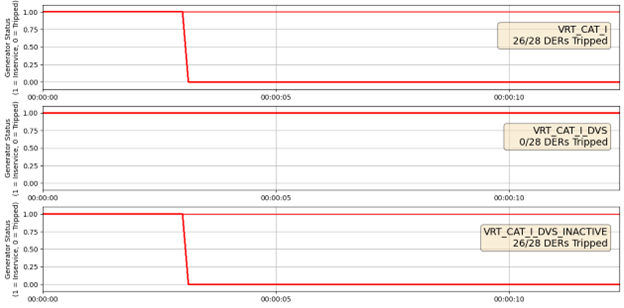 Generator Status
(1 = Inservice, 0 = Tripped)
1.00
0.75
0.50
0.25
0.00
VRT_CAT_I
26/28 DERs Tripped
00:00:00
00:00:05
00:00:10
Generator Status
(1 = Inservice, 0 = Tripped)
1.00
0.75
0.50
0.25
0.00
VRT_CAT_I_DVS
0/28 DERs Tripped
00:00:00
00:00:05
00:00:10
Generator Status
(1 = Inservice, 0 = Tripped)
1.00
0.75
0.50
0.25
0.00
VRT_CAT_I_DVS_INACTIVE
26/28 DERs Tripped
00:00:00
00:00:05
00:00:10